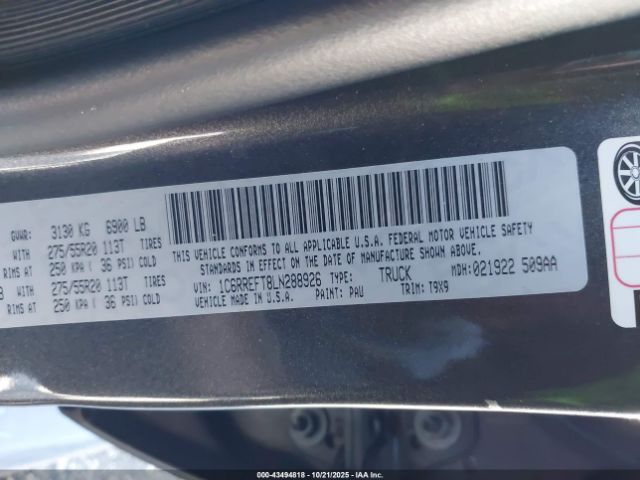 GVWR: 3130 KG 6900 LB
WITH 275/55R20 113T TIRES
RIMS AT 250 KPA ( 36 PSI) COLD
WITH 275/55R20 113T TIRES
RIMS AT 250 KPA ( 36 PSI) COLD
THIS VEHICLE CONFORMS TO ALL APPLICABLE U.S.A. FEDERAL MOTOR VEHICLE SAFETY
STANDARDS IN EFFECT ON THE DATE OF MANUFACTURE SHOWN ABOVE.
VIN: 1C6RREFT8LN288926 TYPE: TRUCK MDH: 021922 509AA
VEHICLE MADE IN U.S.A. PAINT: PAU TRIM: T9X9
000-43494818 - 10/21/2025 - IAA, Inc.